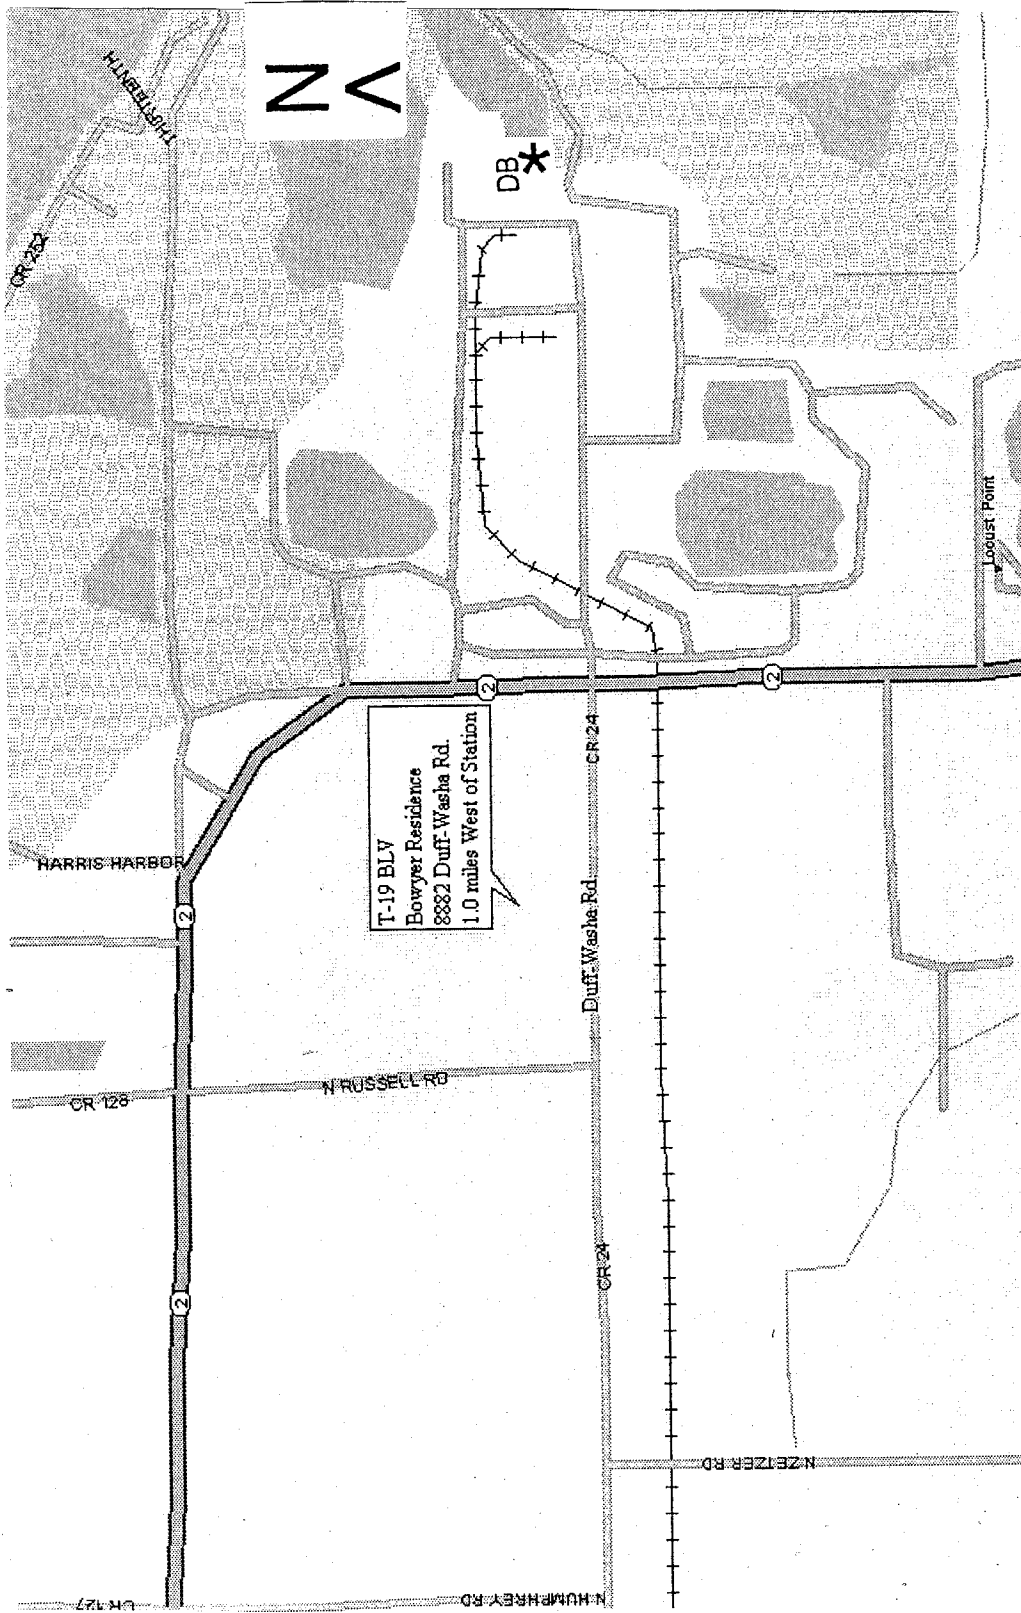 THIRTEENTH
CR 252
N
V
DB
*
Locust Point
2
2
T-19 BLV
Bowyer Residence
8882 Duff-Washa Rd.
1.0 miles West of Station
CR 24
HARRIS HARBOR
2
Duff-Washa Rd.
CR 128
N RUSSELL RD
CR 24
2
N ZETZER RD
CR 127
N HUMPHREY RD